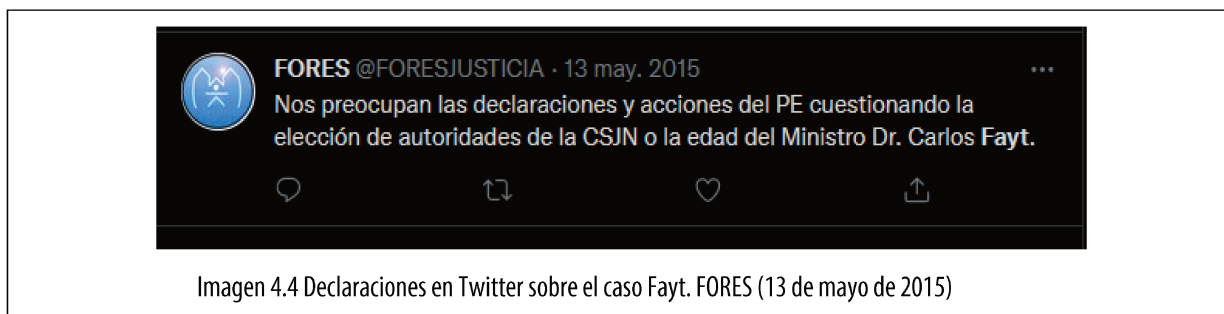 FORES @FORESJUSTICIA · 13 may. 2015
Nos preocupan las declaraciones y acciones del PE cuestionando la
elección de autoridades de la CSJN o la edad del Ministro Dr. Carlos Fayt.
Imagen 4.4 Declaraciones en Twitter sobre el caso Fayt. FORES (13 de mayo de 2015)